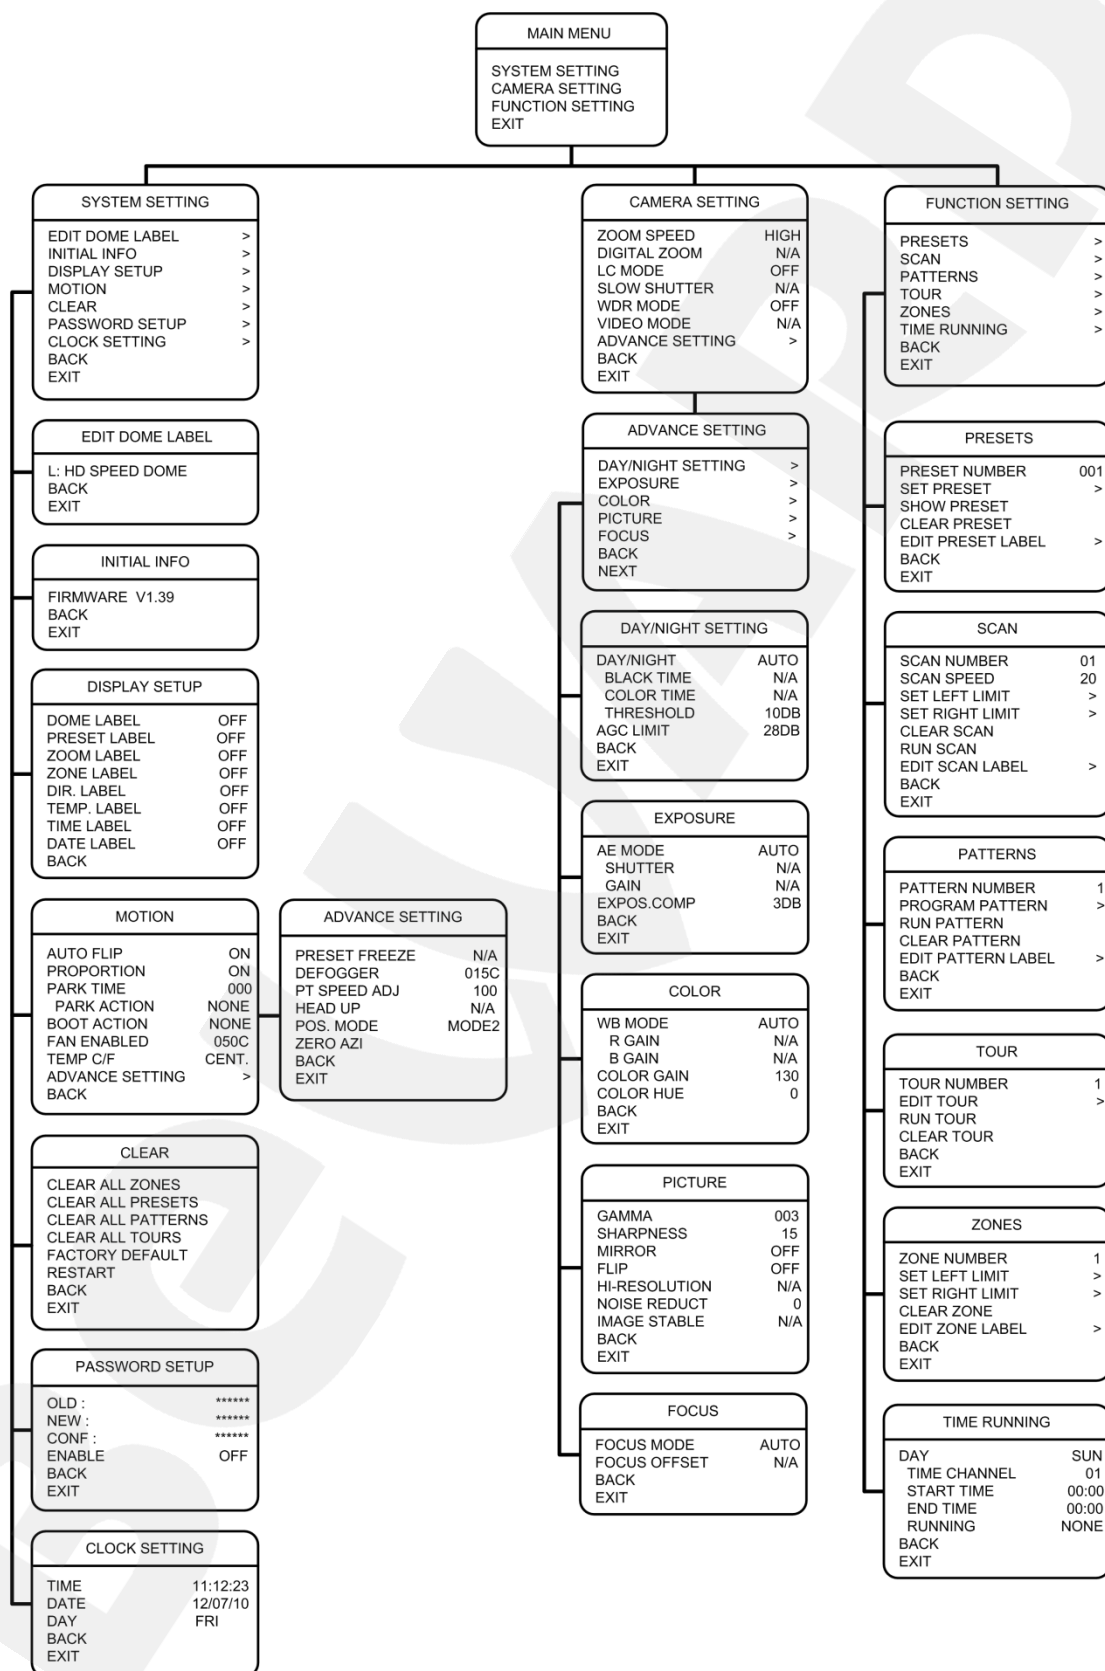 MAIN MENU
SYSTEM SETTING
CAMERA SETTING
FUNCTION SETTING
EXIT
SYSTEM SETTING
EDIT DOME LABEL >
INITIAL INFO >
DISPLAY SETUP >
MOTION >
CLEAR >
PASSWORD SETUP >
CLOCK SETTING >
BACK
EXIT
EDIT DOME LABEL
L: HD SPEED DOME
BACK
EXIT
INITIAL INFO
FIRMWARE V1.39
BACK
EXIT
DISPLAY SETUP
DOME LABEL OFF
PRESET LABEL OFF
ZOOM LABEL OFF
ZONE LABEL OFF
DIR. LABEL OFF
TEMP. LABEL OFF
TIME LABEL OFF
DATE LABEL OFF
BACK
MOTION
AUTO FLIP ON
PROPORTION ON
PARK TIME 000
PARK ACTION NONE
BOOT ACTION NONE
FAN ENABLED 050C
TEMP C/F CENT.
ADVANCE SETTING >
BACK
ADVANCE SETTING
PRESET FREEZE N/A
DEFOGGER 015C
PT SPEED ADJ 100
HEAD UP N/A
POS. MODE MODE2
ZERO AZI
BACK
EXIT
CLEAR
CLEAR ALL ZONES
CLEAR ALL PRESETS
CLEAR ALL PATTERNS
CLEAR ALL TOURS
FACTORY DEFAULT
RESTART
BACK
EXIT
PASSWORD SETUP
OLD : ******
NEW : ******
CONF : ******
ENABLE OFF
BACK
EXIT
CLOCK SETTING
TIME 11:12:23
DATE 12/07/10
DAY FRI
BACK
EXIT
CAMERA SETTING
ZOOM SPEED HIGH
DIGITAL ZOOM N/A
LC MODE OFF
SLOW SHUTTER N/A
WDR MODE OFF
VIDEO MODE N/A
ADVANCE SETTING >
BACK
EXIT
ADVANCE SETTING
DAY/NIGHT SETTING >
EXPOSURE >
COLOR >
PICTURE >
FOCUS >
BACK
NEXT
DAY/NIGHT SETTING
DAY/NIGHT AUTO
BLACK TIME N/A
COLOR TIME N/A
THRESHOLD 10DB
AGC LIMIT 28DB
BACK
EXIT
EXPOSURE
AE MODE AUTO
SHUTTER N/A
GAIN N/A
EXPOS.COMP 3DB
BACK
EXIT
COLOR
WB MODE AUTO
R GAIN N/A
B GAIN N/A
COLOR GAIN 130
COLOR HUE 0
BACK
EXIT
PICTURE
GAMMA 003
SHARPNESS 15
MIRROR OFF
FLIP OFF
HI-RESOLUTION N/A
NOISE REDUCT 0
IMAGE STABLE N/A
BACK
EXIT
FOCUS
FOCUS MODE AUTO
FOCUS OFFSET N/A
BACK
EXIT
FUNCTION SETTING
PRESETS >
SCAN >
PATTERNS >
TOUR >
ZONES >
TIME RUNNING >
BACK
EXIT
PRESETS
PRESET NUMBER 001
SET PRESET >
SHOW PRESET
CLEAR PRESET
EDIT PRESET LABEL >
BACK
EXIT
SCAN
SCAN NUMBER 01
SCAN SPEED 20
SET LEFT LIMIT >
SET RIGHT LIMIT >
CLEAR SCAN
RUN SCAN
EDIT SCAN LABEL >
BACK
EXIT
PATTERNS
PATTERN NUMBER 1
PROGRAM PATTERN >
RUN PATTERN
CLEAR PATTERN
EDIT PATTERN LABEL >
BACK
EXIT
TOUR
TOUR NUMBER 1
EDIT TOUR >
RUN TOUR
CLEAR TOUR
BACK
EXIT
ZONES
ZONE NUMBER 1
SET LEFT LIMIT >
SET RIGHT LIMIT >
CLEAR ZONE
EDIT ZONE LABEL >
BACK
EXIT
TIME RUNNING
DAY SUN
TIME CHANNEL 01
START TIME 00:00
END TIME 00:00
RUNNING NONE
BACK
EXIT